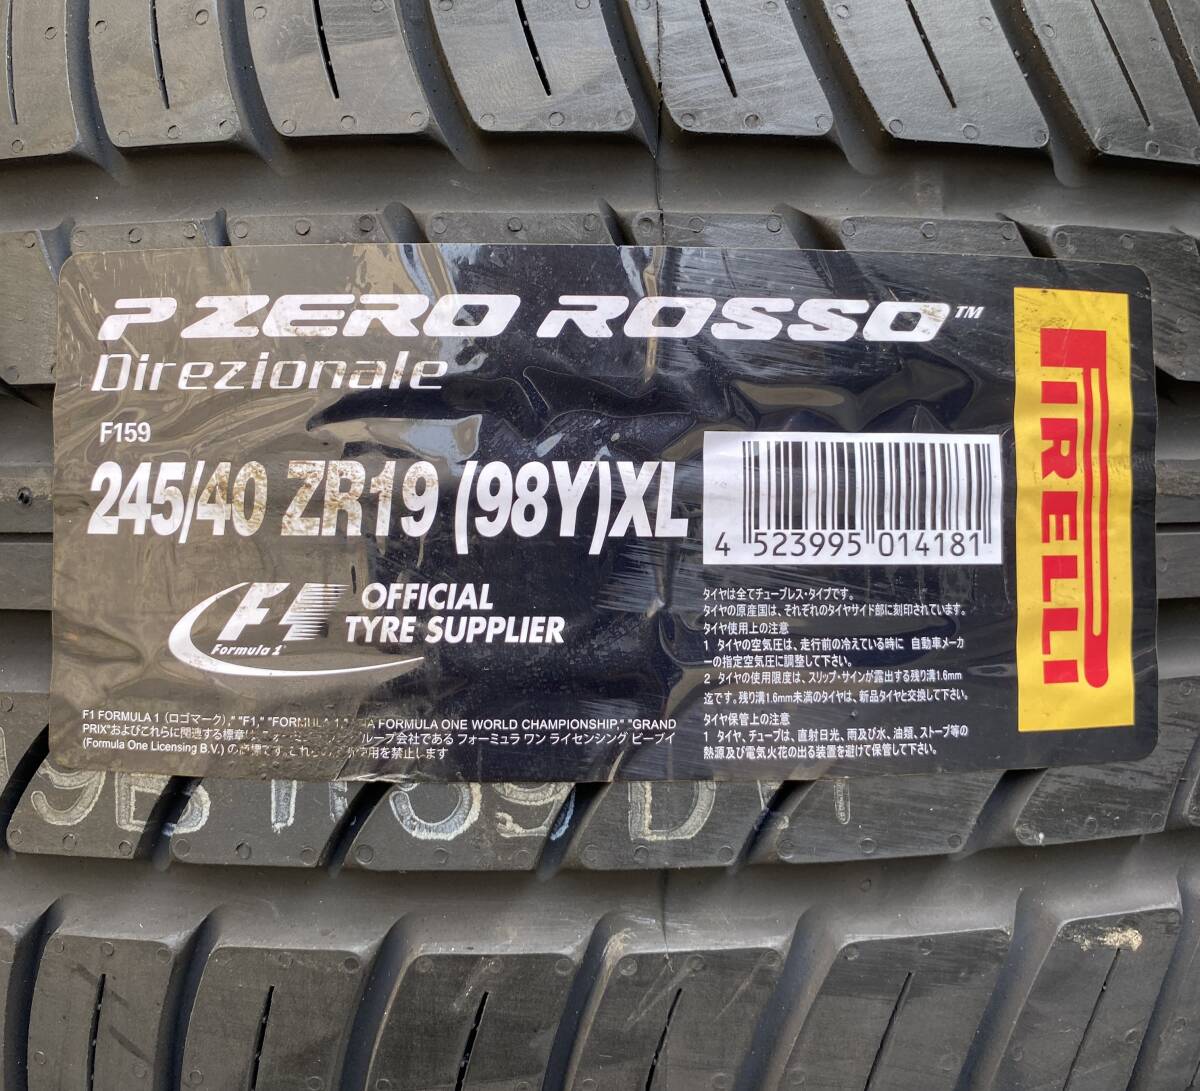 P ZERO ROSSO™
Direzionale
F159
245/40 ZR19 (98Y)XL
4 523995 014181
PIRELLI
F1
Formula 1
OFFICIAL
TYRE SUPPLIER
タイヤは全てチューブレス・タイプです。
タイヤの原産国は、それぞれのタイヤサイド部に刻印されています。
タイヤ使用上の注意
1 タイヤの空気圧は、走行前の冷えている時に 自動車メーカ
ーの指定空気圧に調整して下さい。
2 タイヤの使用限度は、スリップ・サインが露出する残り溝1.6mm
迄です。残り溝1.6mm未満のタイヤは、新品タイヤと交換して下さい。
タイヤ保管上の注意
1 タイヤ、チューブは、直射日光、雨及び水、油類、ストーブ等の
熱源及び電気火花の出る装置を避けて保管して下さい。
F1 FORMULA 1 (ロゴマーク)," "F1," "FORMULA 1," FORMULA ONE WORLD CHAMPIONSHIP," "GRAND
PRIX"およびこれらに関連する標章は ループ会社である フォーミュラ ワン ライセンシング ビーブイ
(Formula One Licensing B.V.) の商標です 使用を禁止します